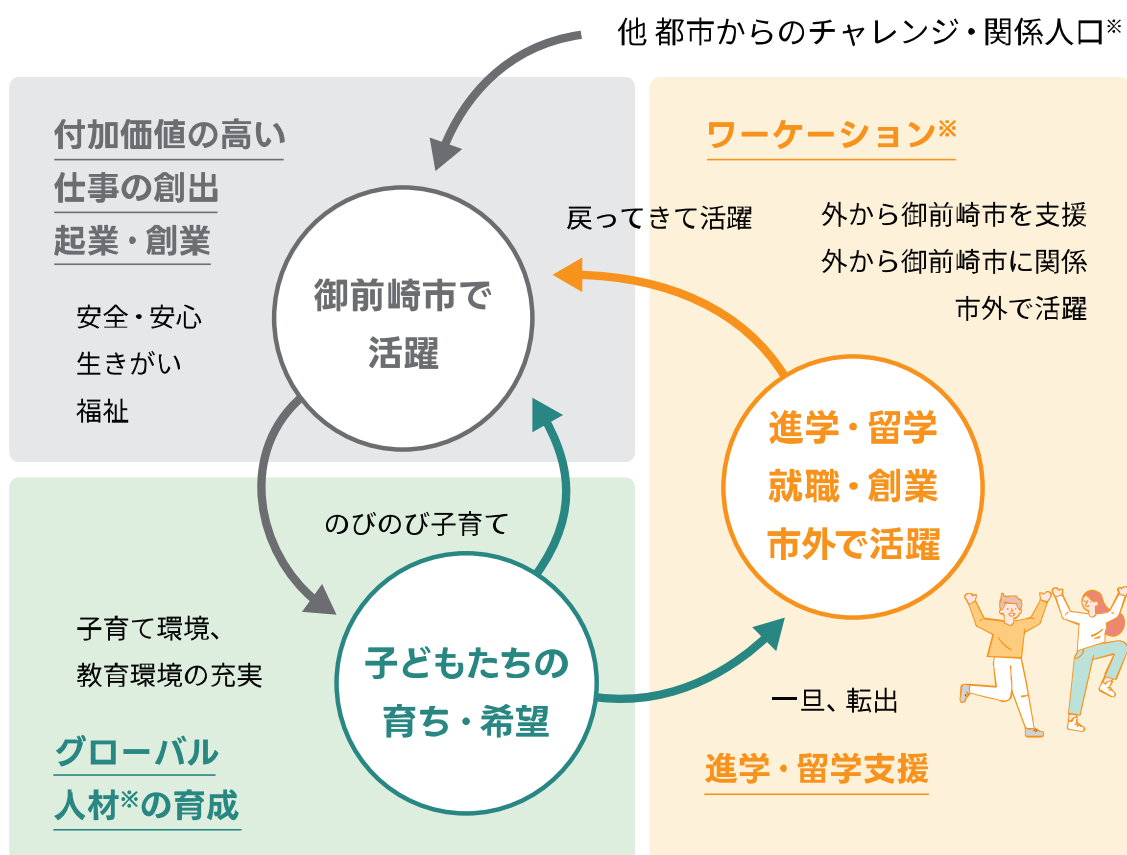 他 都市からのチャレンジ・関係人口※
付加価値の高い
仕事の創出
起業・創業
安全・安心
生きがい
福祉
御前崎市で
活躍
戻ってきて活躍
ワーケーション※
外から御前崎市を支援
外から御前崎市に関係
市外で活躍
進学・留学
就職・創業
市外で活躍
のびのび子育て
子育て環境、
教育環境の充実
グローバル
人材※の育成
子どもたちの
育ち・希望
一旦、転出
進学・留学支援